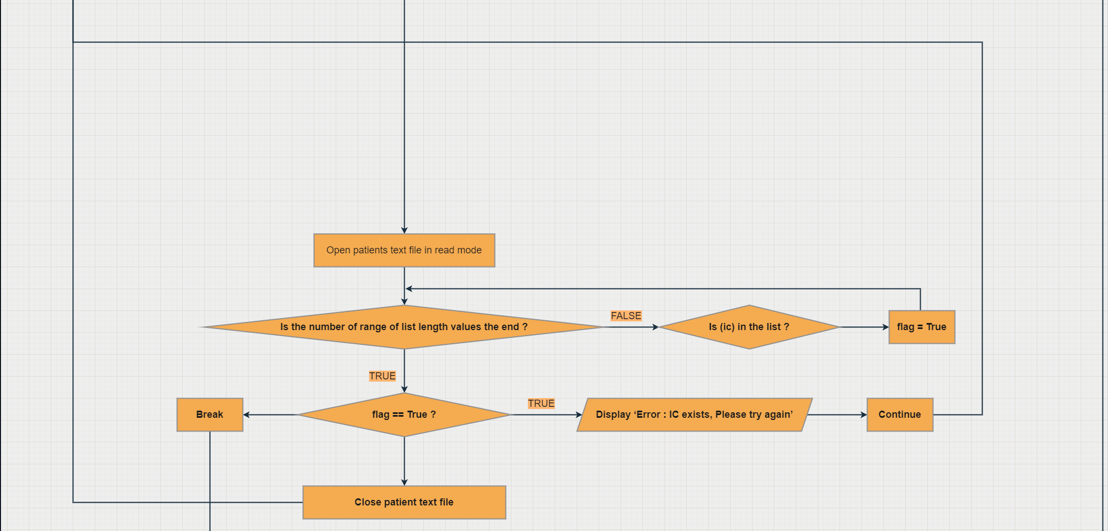 Open patients text file in read mode
Is the number of range of list length values the end ?
FALSE
Is (ic) in the list ?
flag = True
TRUE
Break
flag == True ?
TRUE
Display ‘Error : IC exists, Please try again’
Continue
Close patient text file